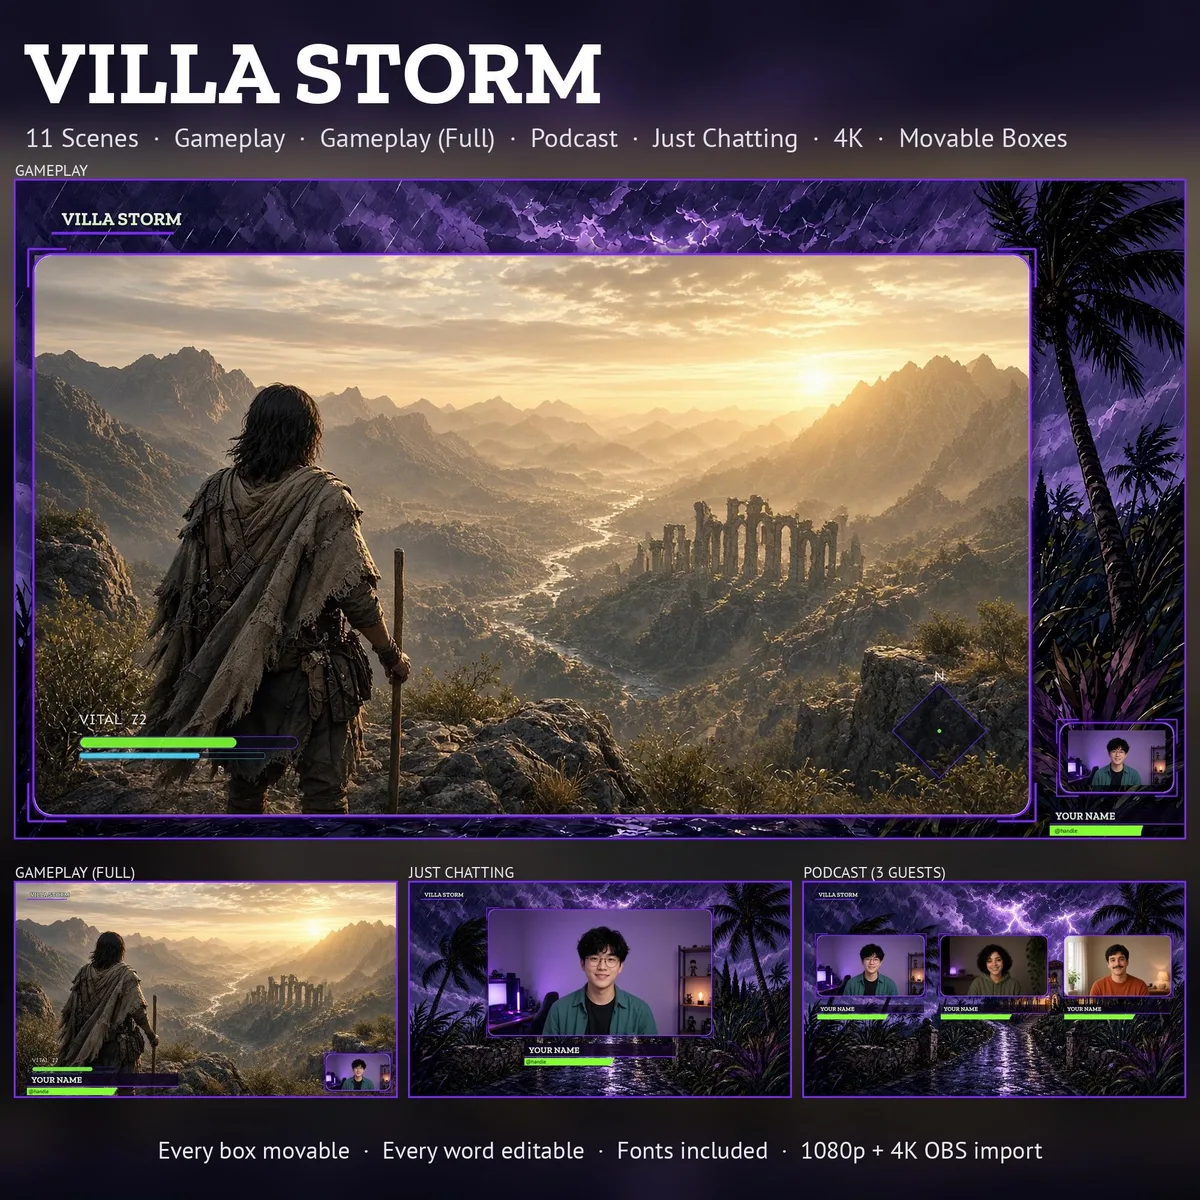 VILLA STORM
11 Scenes · Gameplay · Gameplay (Full) · Podcast · Just Chatting · 4K · Movable Boxes
GAMEPLAY
VILLA STORM
N
VITAL 72
YOUR NAME
@handle
GAMEPLAY (FULL)
JUST CHATTING
PODCAST (3 GUESTS)
VILLA STORM
VILLA STORM
VILLA STORM
VITAL 72
YOUR NAME
@handle
YOUR NAME
@handle
YOUR NAME
YOUR NAME
YOUR NAME
Every box movable · Every word editable · Fonts included · 1080p + 4K OBS import